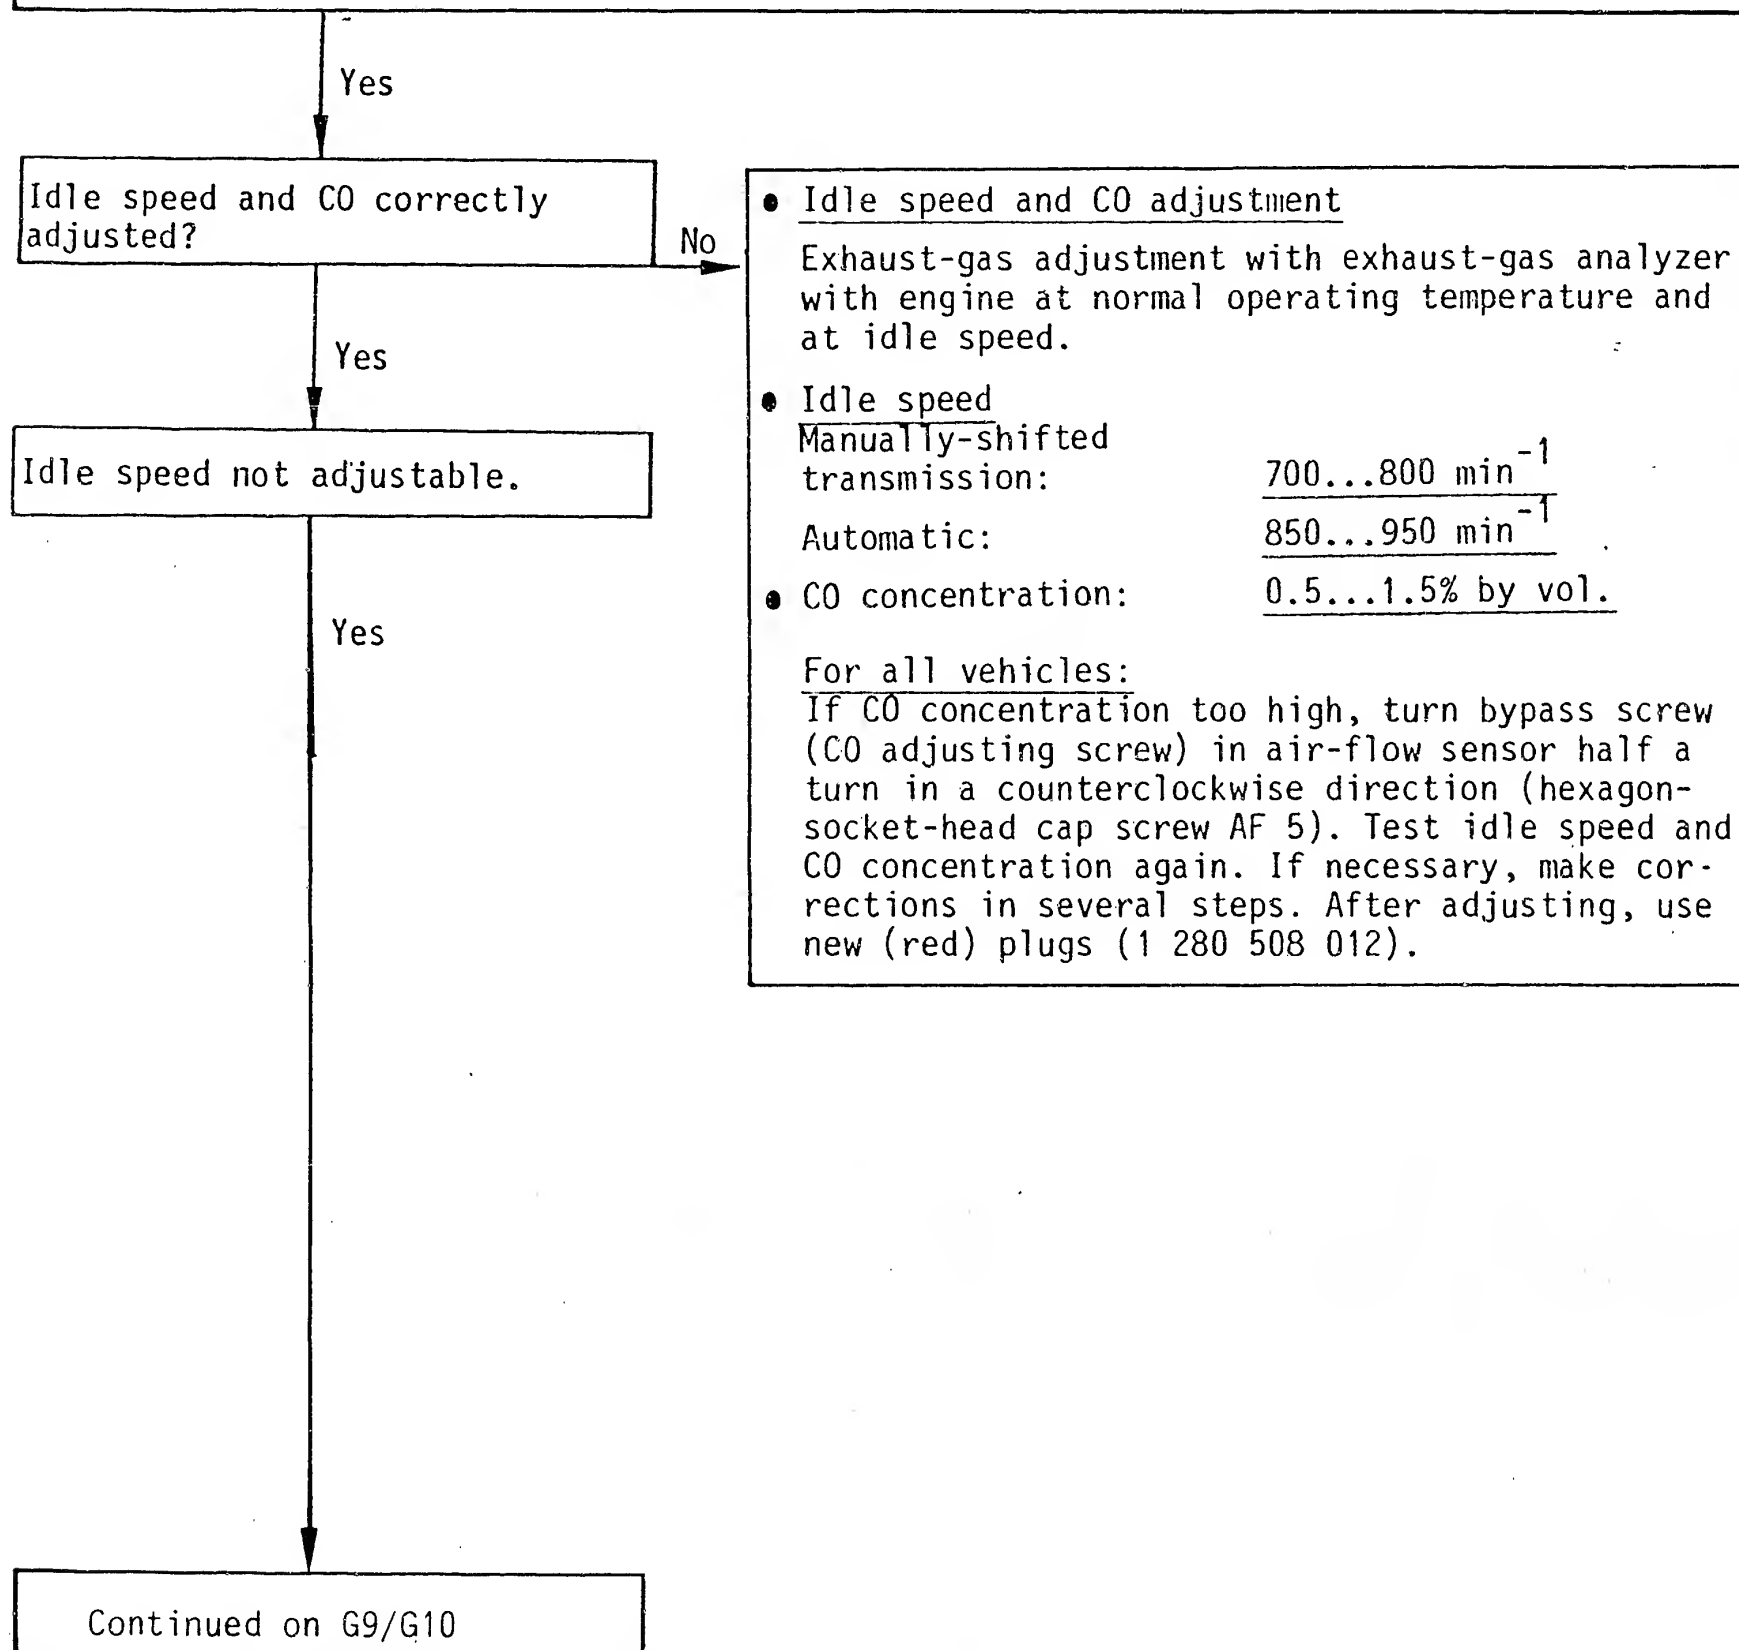 Yes
Idle speed and CO correctly
adjusted?
No
Yes
Idle speed not adjustable.
Yes
Continued on G9/G10
• Idle speed and CO adjustment
Exhaust-gas adjustment with exhaust-gas analyzer
with engine at normal operating temperature and
at idle speed.
• Idle speed
Manually-shifted
transmission: 700...800 min⁻¹
Automatic: 850...950 min⁻¹
• CO concentration: 0.5...1.5% by vol.
For all vehicles:
If CO concentration too high, turn bypass screw
(CO adjusting screw) in air-flow sensor half a
turn in a counterclockwise direction (hexagon-
socket-head cap screw AF 5). Test idle speed and
CO concentration again. If necessary, make cor-
rections in several steps. After adjusting, use
new (red) plugs (1 280 508 012).